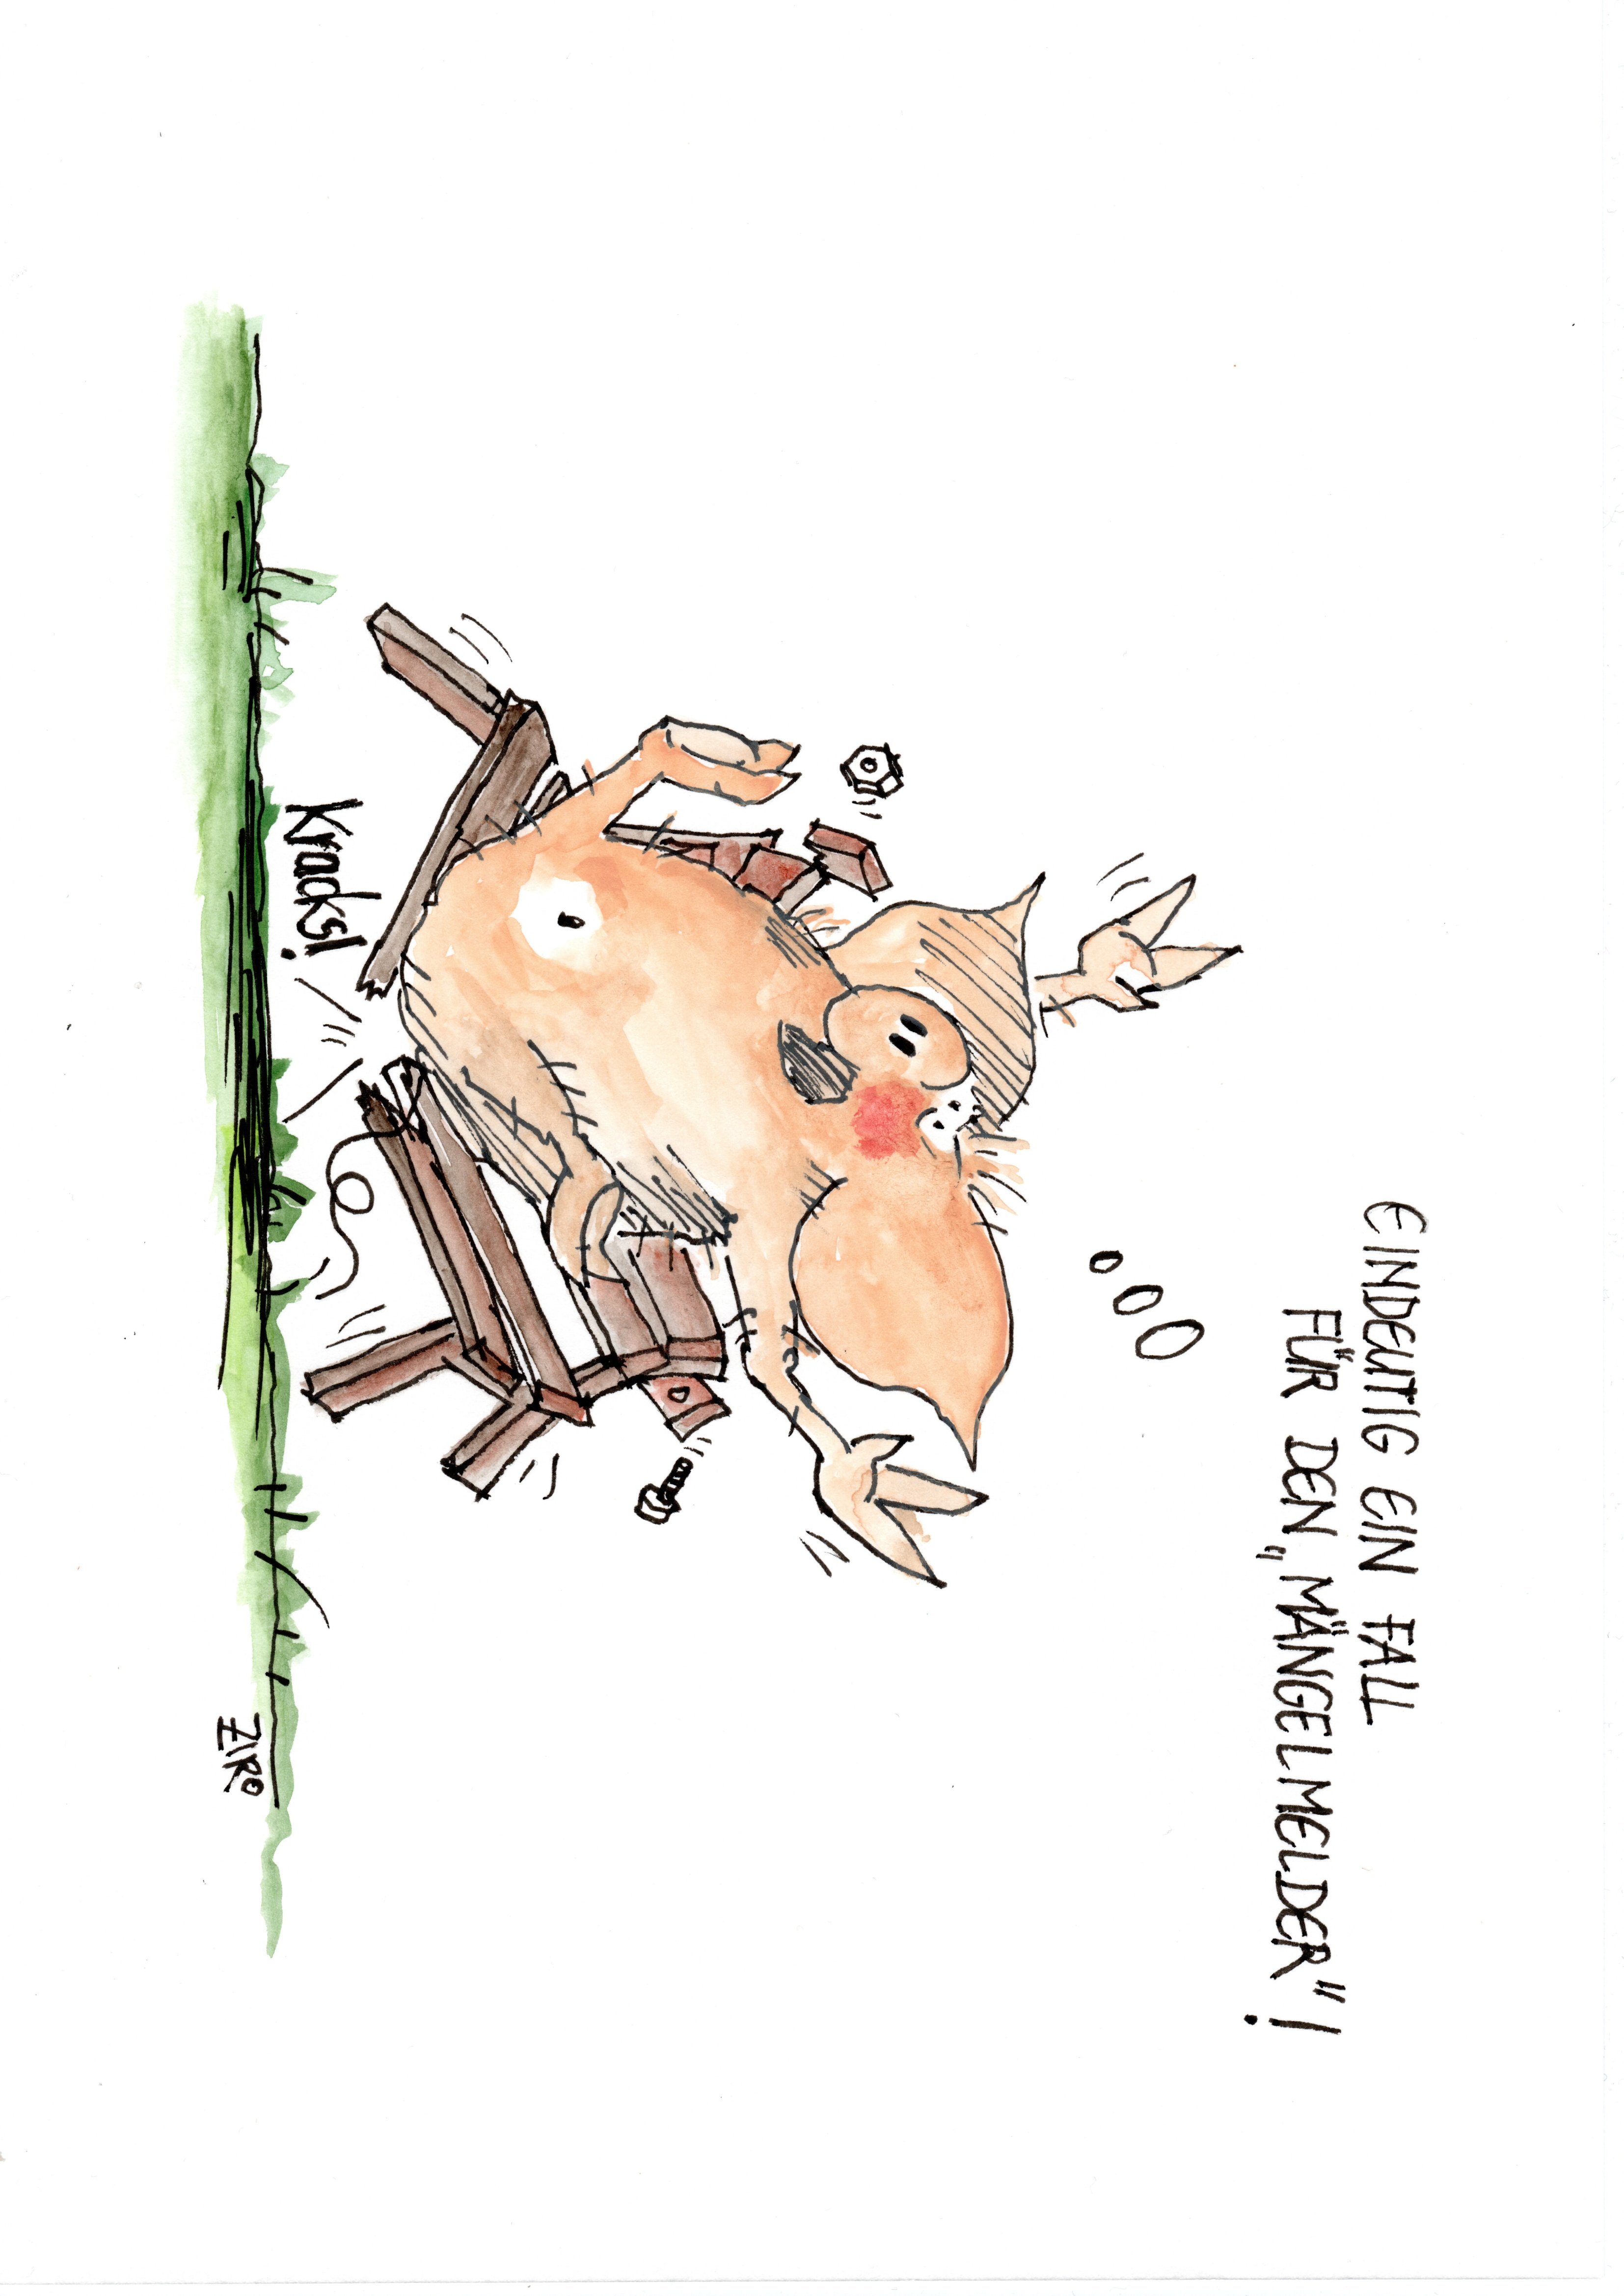 EINDEUTIG EIN FALL
FÜR DEN „MÄNGELMELDER"!
Kracks!
ZIRO